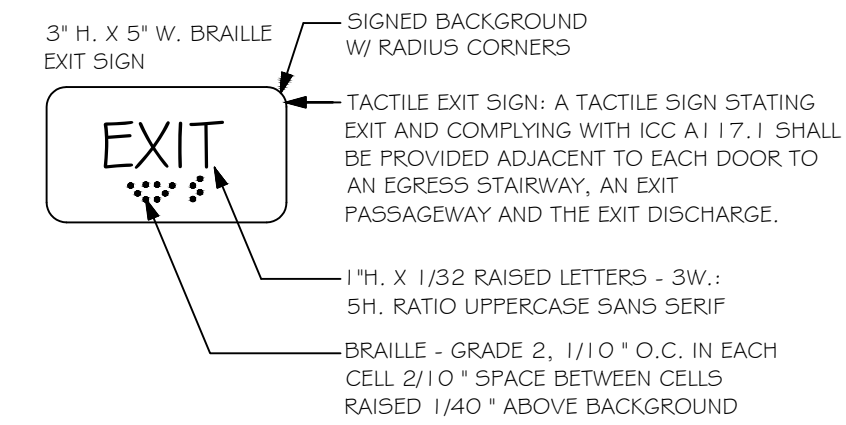 3" H. X 5" W. BRAILLE
EXIT SIGN
EXIT
SIGNED BACKGROUND
W/ RADIUS CORNERS
TACTILE EXIT SIGN: A TACTILE SIGN STATING
EXIT AND COMPLYING WITH ICC A117.1 SHALL
BE PROVIDED ADJACENT TO EACH DOOR TO
AN EGRESS STAIRWAY, AN EXIT
PASSAGEWAY AND THE EXIT DISCHARGE.
1"H. X 1/32 RAISED LETTERS - 3W.:
5H. RATIO UPPERCASE SANS SERIF
BRAILLE - GRADE 2, 1/10 " O.C. IN EACH
CELL 2/10 " SPACE BETWEEN CELLS
RAISED 1/40 " ABOVE BACKGROUND